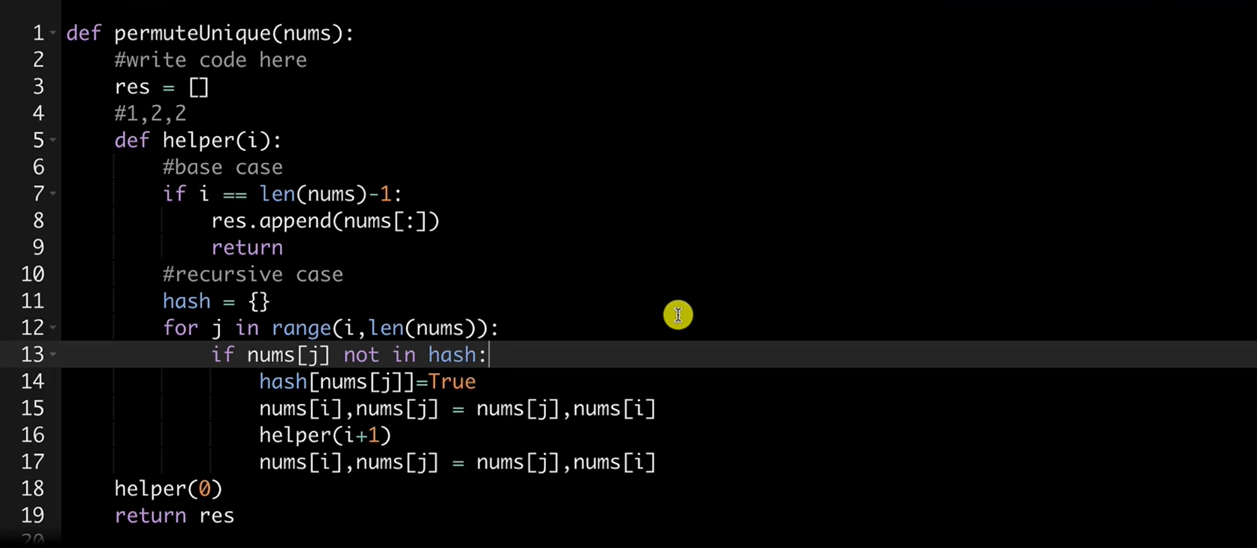 1 def permuteUnique(nums):
2 #write code here
3 res = []
4 #1,2,2
5 def helper(i):
6 #base case
7 if i == len(nums)-1:
8 res.append(nums[:])
9 return
10 #recursive case
11 hash = {}
12 for j in range(i,len(nums)):
13 if nums[j] not in hash:
14 hash[nums[j]]=True
15 nums[i],nums[j] = nums[j],nums[i]
16 helper(i+1)
17 nums[i],nums[j] = nums[j],nums[i]
18 helper(0)
19 return res
20